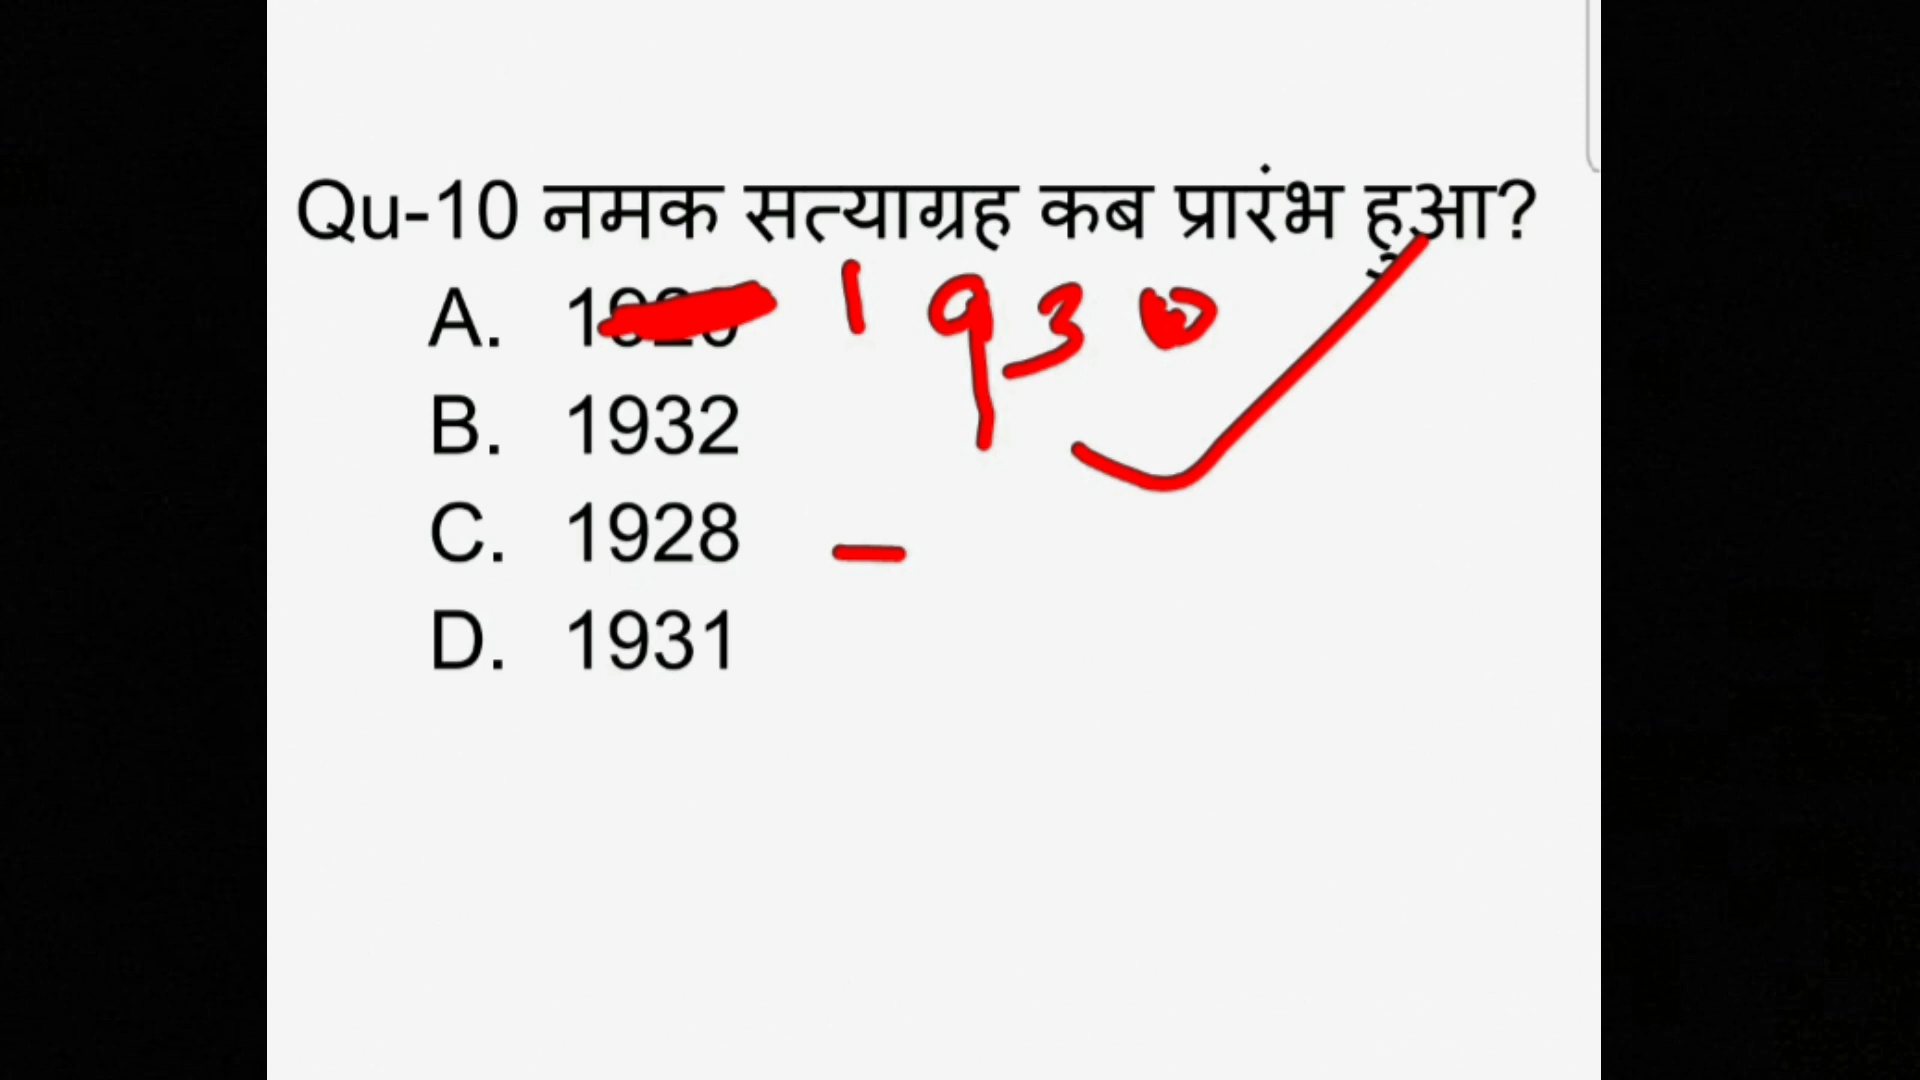 Qu-10 नमक सत्याग्रह कब प्रारंभ हुआ?
A. 1930
B. 1932
C. 1928 –
D. 1931